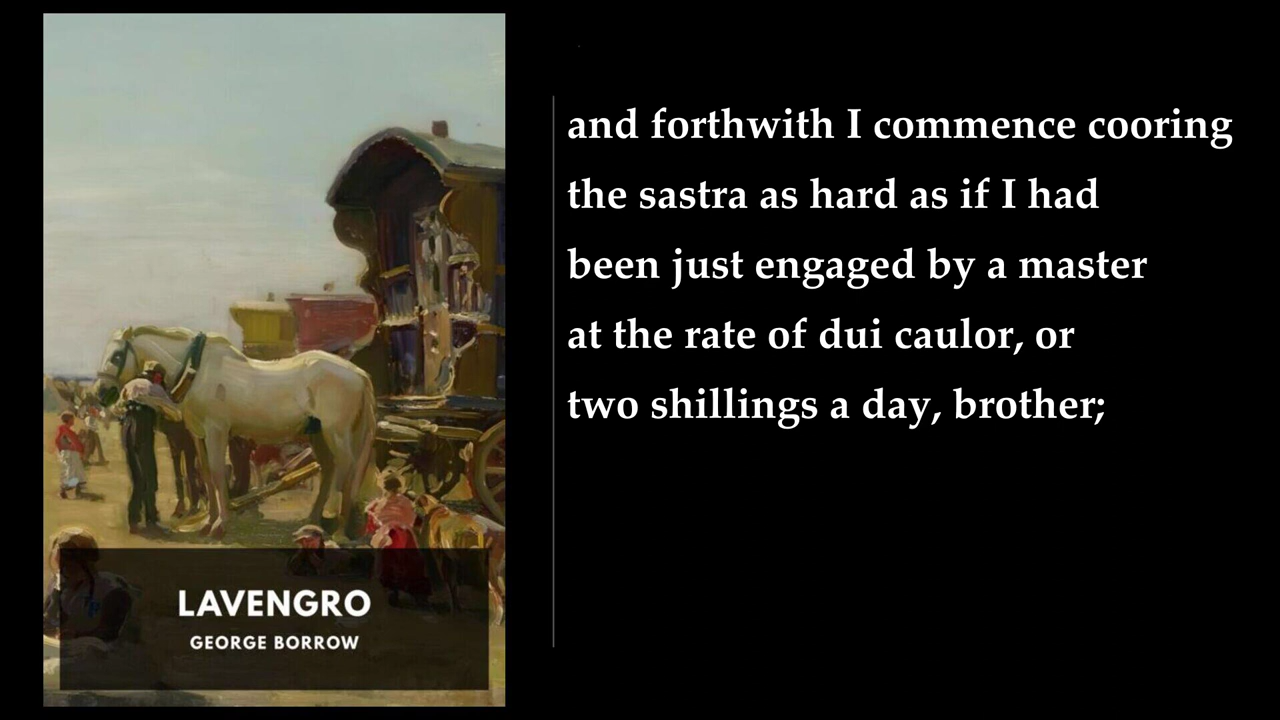 LAVENGRO
GEORGE BORROW
and forthwith I commence cooring
the sastra as hard as if I had
been just engaged by a master
at the rate of dui caulor, or
two shillings a day, brother;